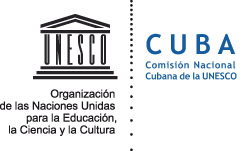 UNESCO
Organización
de las Naciones Unidas
para la Educación,
la Ciencia y la Cultura
CUBA
Comisión Nacional
Cubana de la UNESCO